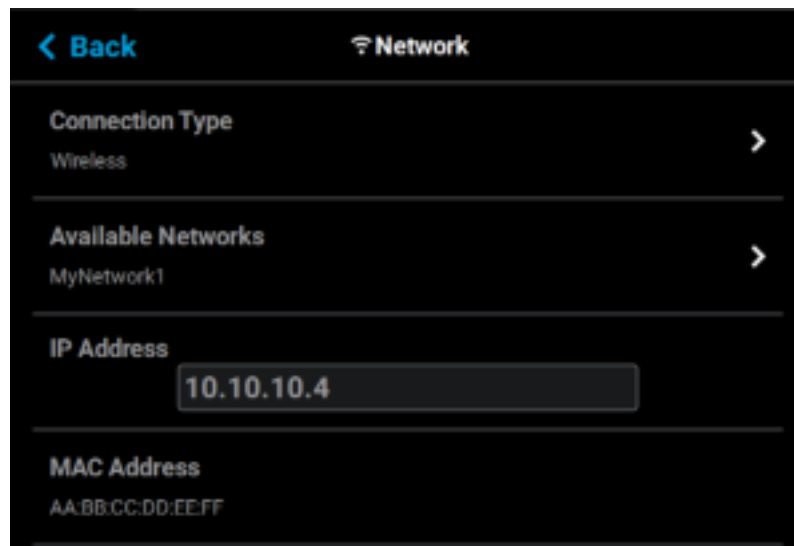 Back
Network
Connection Type
Wireless
Available Networks
MyNetwork1
IP Address
10.10.10.4
MAC Address
AA:BB:CC:DD:EE:FF